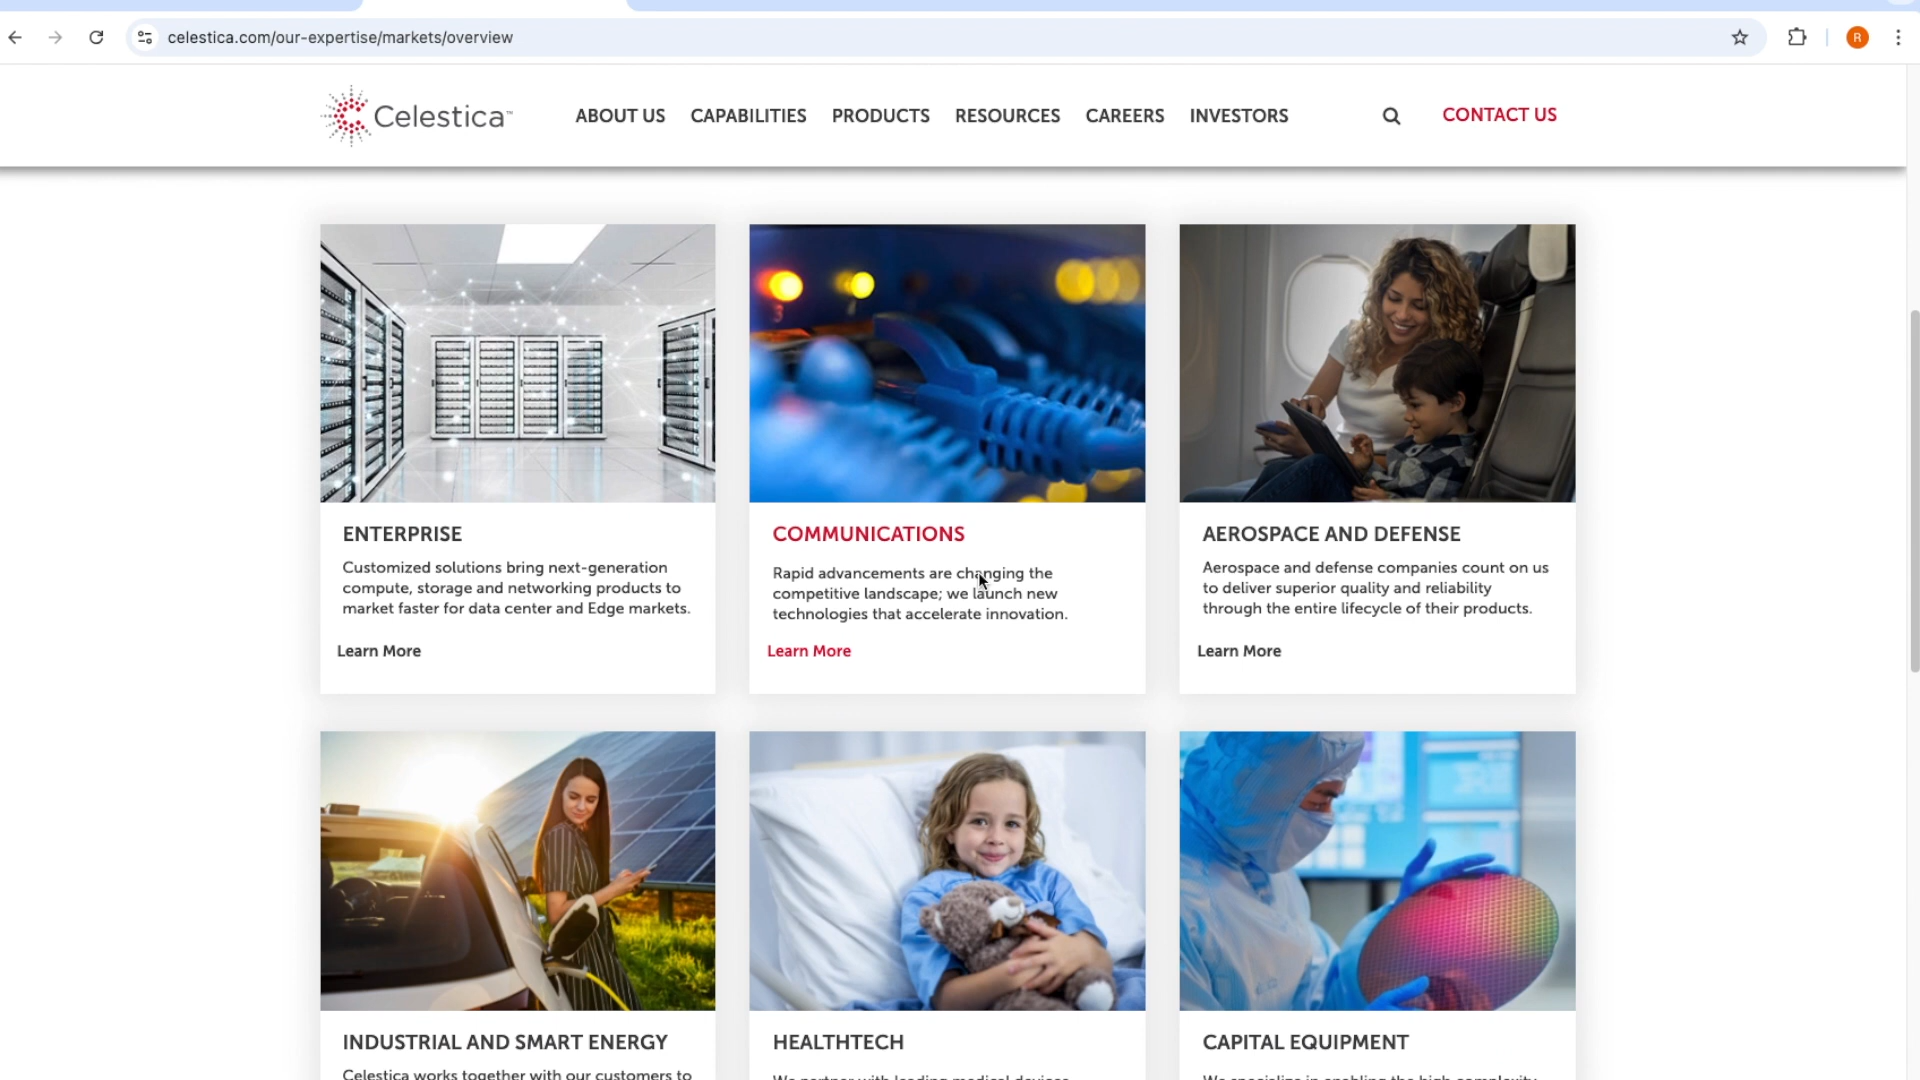 celestica.com/our-expertise/markets/overview
R
Celestica™
ABOUT US
CAPABILITIES
PRODUCTS
RESOURCES
CAREERS
INVESTORS
CONTACT US
ENTERPRISE
Customized solutions bring next-generation
compute, storage and networking products to
market faster for data center and Edge markets.
Learn More
COMMUNICATIONS
Rapid advancements are changing the
competitive landscape; we launch new
technologies that accelerate innovation.
Learn More
AEROSPACE AND DEFENSE
Aerospace and defense companies count on us
to deliver superior quality and reliability
through the entire lifecycle of their products.
Learn More
INDUSTRIAL AND SMART ENERGY
Celestica works together with our customers to
HEALTHTECH
We partner with leading medical devices
CAPITAL EQUIPMENT
We specialize in enabling the high complexity